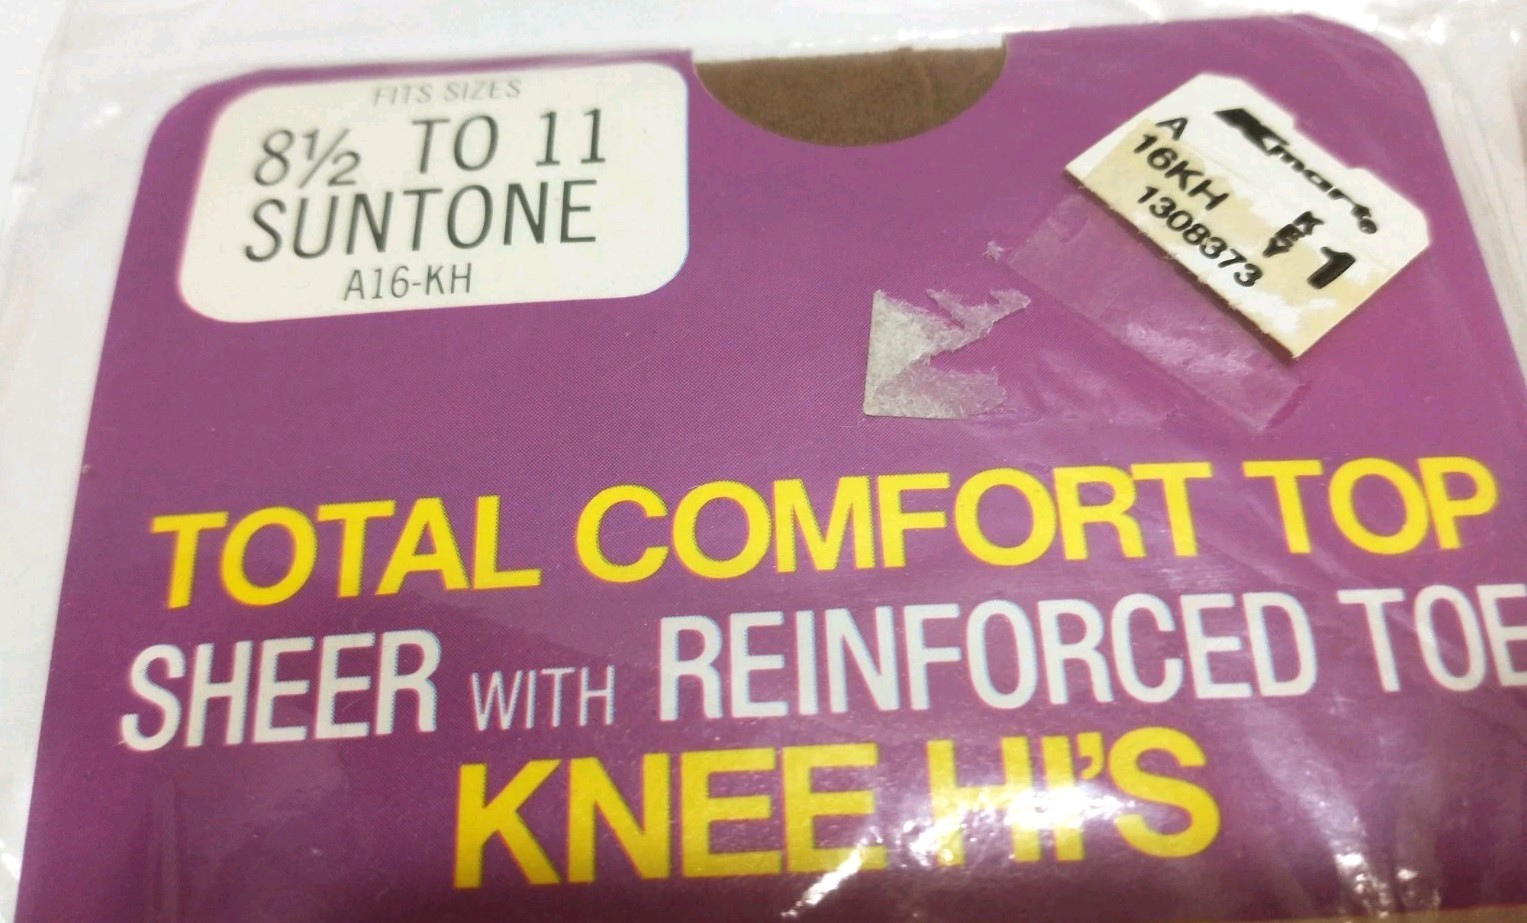 FITS SIZES
8½ TO 11
SUNTONE
A16-KH
Kmart®
A
16KH
1308373
KEY 1
TOTAL COMFORT TOP
SHEER WITH REINFORCED TOE
KNEE HI'S